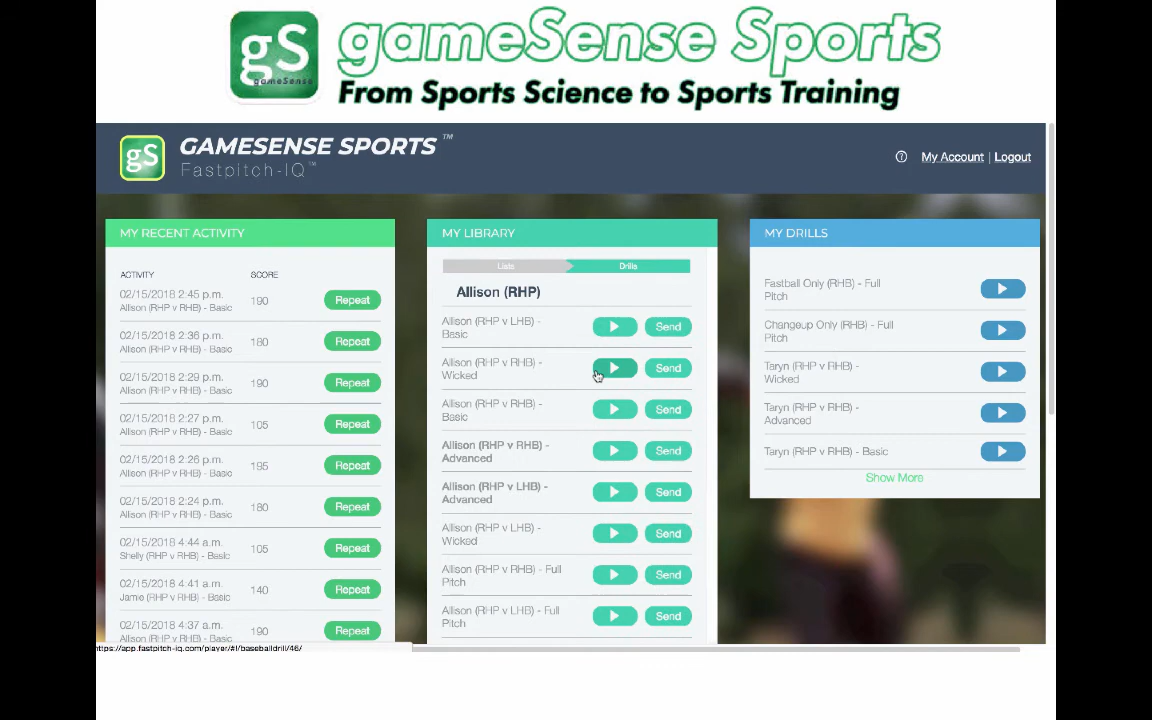 gS
gameSense
gameSense Sports
From Sports Science to Sports Training
gS
GAMESENSE SPORTS ™
Fastpitch-IQ™
My Account | Logout
MY RECENT ACTIVITY
ACTIVITY SCORE
02/15/2018 2:45 p.m.
Allison (RHP v RHB) - Basic
190
Repeat
02/15/2018 2:36 p.m.
Allison (RHP v RHB) - Basic
180
Repeat
02/15/2018 2:29 p.m.
Allison (RHP v RHB) - Basic
190
Repeat
02/15/2018 2:27 p.m.
Allison (RHP v RHB) - Basic
105
Repeat
02/15/2018 2:26 p.m.
Allison (RHP v RHB) - Basic
195
Repeat
02/15/2018 2:24 p.m.
Allison (RHP v RHB) - Basic
180
Repeat
02/15/2018 4:44 a.m.
Shelly (RHP v RHB) - Basic
105
Repeat
02/15/2018 4:41 a.m.
Jamie (RHP v RHB) - Basic
140
Repeat
02/15/2018 4:37 a.m.
Allison (RHP v RHB) - Basic
190
Repeat
MY LIBRARY
Lists
Drills
Allison (RHP)
Allison (RHP v LHB) -
Basic
Send
Allison (RHP v RHB) -
Wicked
Send
Allison (RHP v RHB) -
Basic
Send
Allison (RHP v RHB) -
Advanced
Send
Allison (RHP v LHB) -
Advanced
Send
Allison (RHP v LHB) -
Wicked
Send
Allison (RHP v RHB) - Full
Pitch
Send
Allison (RHP v LHB) - Full
Pitch
Send
MY DRILLS
Fastball Only (RHB) - Full
Pitch
Changeup Only (RHB) - Full
Pitch
Taryn (RHP v RHB) -
Wicked
Taryn (RHP v RHB) -
Advanced
Taryn (RHP v RHB) - Basic
Show More
https://app.fastpitch-iq.com/player/#!/baseballdrill/46/